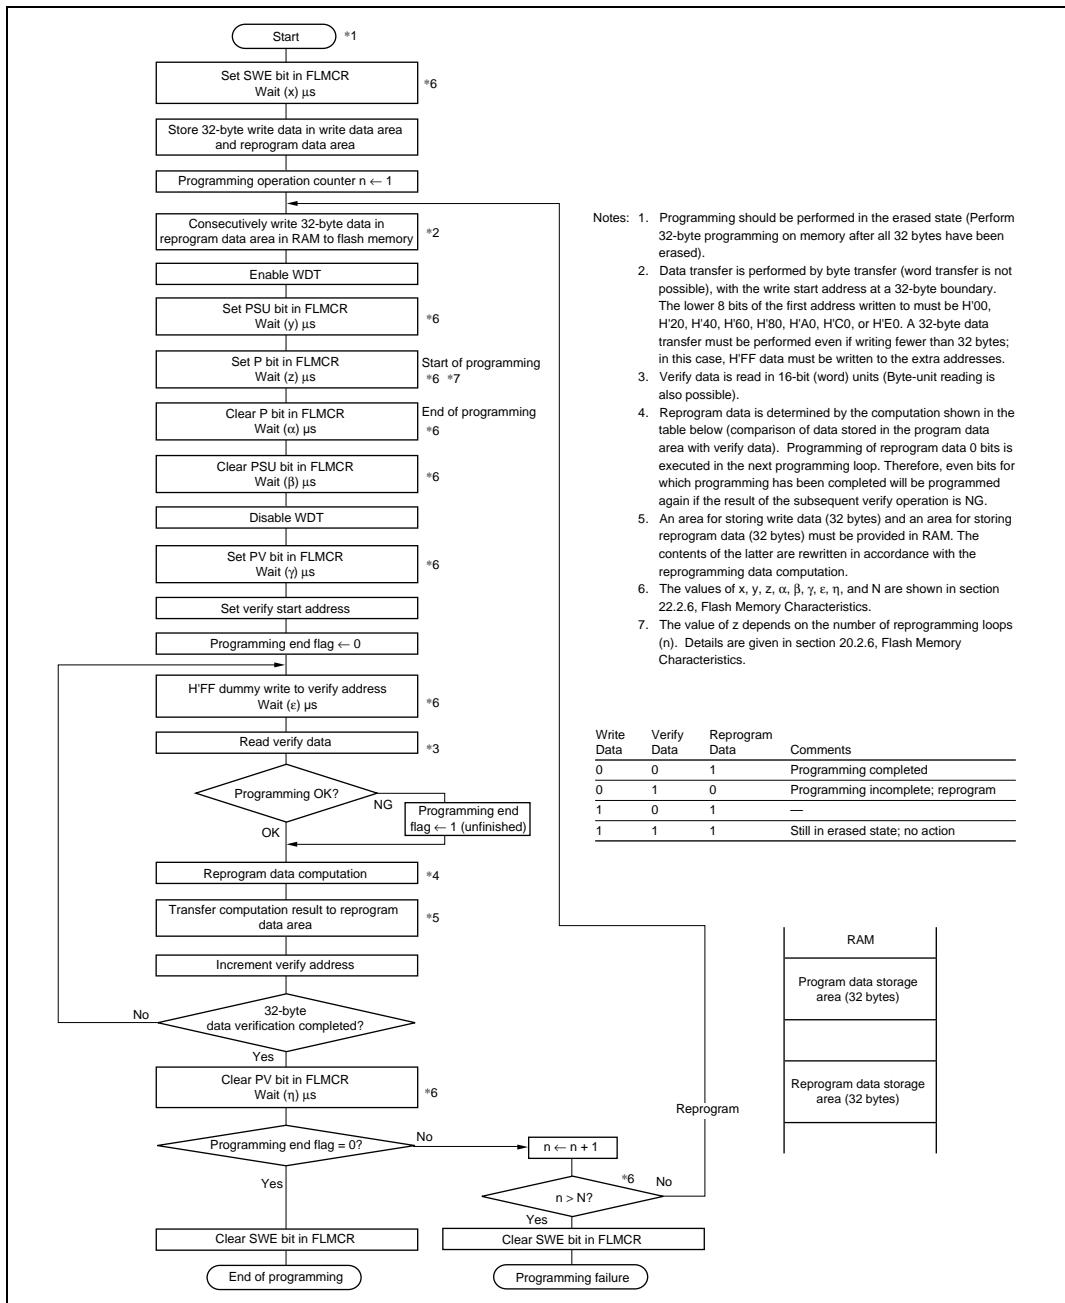 Start *1
Set SWE bit in FLMCR
Wait (x) µs
*6
Store 32-byte write data in write data area
and reprogram data area
Programming operation counter n ← 1
Consecutively write 32-byte data in
reprogram data area in RAM to flash memory
*2
Enable WDT
Set PSU bit in FLMCR
Wait (y) µs
*6
Set P bit in FLMCR
Wait (z) µs
Start of programming
*6 *7
Clear P bit in FLMCR
Wait (α) µs
End of programming
*6
Clear PSU bit in FLMCR
Wait (β) µs
*6
Disable WDT
Set PV bit in FLMCR
Wait (γ) µs
*6
Set verify start address
Programming end flag ← 0
H'FF dummy write to verify address
Wait (ε) µs
*6
Read verify data
*3
Programming OK?
NG
Programming end
flag ← 1 (unfinished)
OK
Reprogram data computation
*4
Transfer computation result to reprogram
data area
*5
Increment verify address
32-byte
data verification completed?
No
Yes
Clear PV bit in FLMCR
Wait (η) µs
*6
Programming end flag = 0?
No
Yes
n ← n + 1
n > N?
*6
No
Reprogram
Yes
Clear SWE bit in FLMCR
Clear SWE bit in FLMCR
End of programming
Programming failure
Notes: 1. Programming should be performed in the erased state (Perform
32-byte programming on memory after all 32 bytes have been
erased).
2. Data transfer is performed by byte transfer (word transfer is not
possible), with the write start address at a 32-byte boundary.
The lower 8 bits of the first address written to must be H'00,
H'20, H'40, H'60, H'80, H'A0, H'C0, or H'E0. A 32-byte data
transfer must be performed even if writing fewer than 32 bytes;
in this case, H'FF data must be written to the extra addresses.
3. Verify data is read in 16-bit (word) units (Byte-unit reading is
also possible).
4. Reprogram data is determined by the computation shown in the
table below (comparison of data stored in the program data
area with verify data). Programming of reprogram data 0 bits is
executed in the next programming loop. Therefore, even bits for
which programming has been completed will be programmed
again if the result of the subsequent verify operation is NG.
5. An area for storing write data (32 bytes) and an area for storing
reprogram data (32 bytes) must be provided in RAM. The
contents of the latter are rewritten in accordance with the
reprogramming data computation.
6. The values of x, y, z, α, β, γ, ε, η, and N are shown in section
22.2.6, Flash Memory Characteristics.
7. The value of z depends on the number of reprogramming loops
(n). Details are given in section 20.2.6, Flash Memory
Characteristics.
Write Verify Reprogram
Data Data Data Comments
0 0 1 Programming completed
0 1 0 Programming incomplete; reprogram
1 0 1 —
1 1 1 Still in erased state; no action
RAM
Program data storage
area (32 bytes)
Reprogram data storage
area (32 bytes)